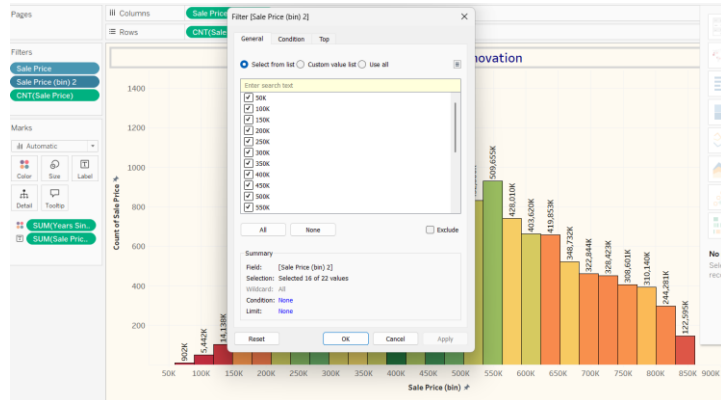 Pages
Columns
Sale Price
Rows
CNT(Sale
Filters
Sale Price
Sale Price (bin) 2
CNT(Sale Price)
Marks
Automatic
Color
Size
Label
Detail
Tooltip
SUM(Years Sin..
SUM(Sale Pric..
Filter [Sale Price (bin) 2]
General
Condition
Top
Select from list
Custom value list
Use all
Enter search text
50K
100K
150K
200K
250K
300K
350K
400K
450K
500K
550K
All
None
Exclude
Summary
Field:
[Sale Price (bin) 2]
Selection:
Selected 16 of 22 values
Wildcard:
All
Condition:
None
Limit:
None
Reset
OK
Cancel
Apply
novation
Count of Sale Price
1400
1200
1000
800
600
400
200
902K
5,442K
14,138K
509,655K
428,010K
403,620K
419,853K
348,732K
322,844K
328,423K
308,601K
310,140K
244,281K
122,595K
50K
100K
150K
200K
250K
300K
350K
400K
450K
500K
550K
600K
650K
700K
750K
800K
850K
900K
Sale Price (bin)
No
Sele
reco